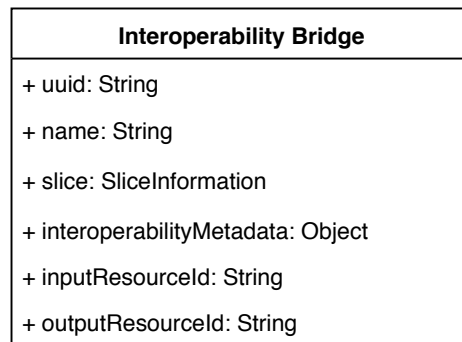 Interoperability Bridge
+ uuid: String
+ name: String
+ slice: SliceInformation
+ interoperabilityMetadata: Object
+ inputResourceId: String
+ outputResourceId: String